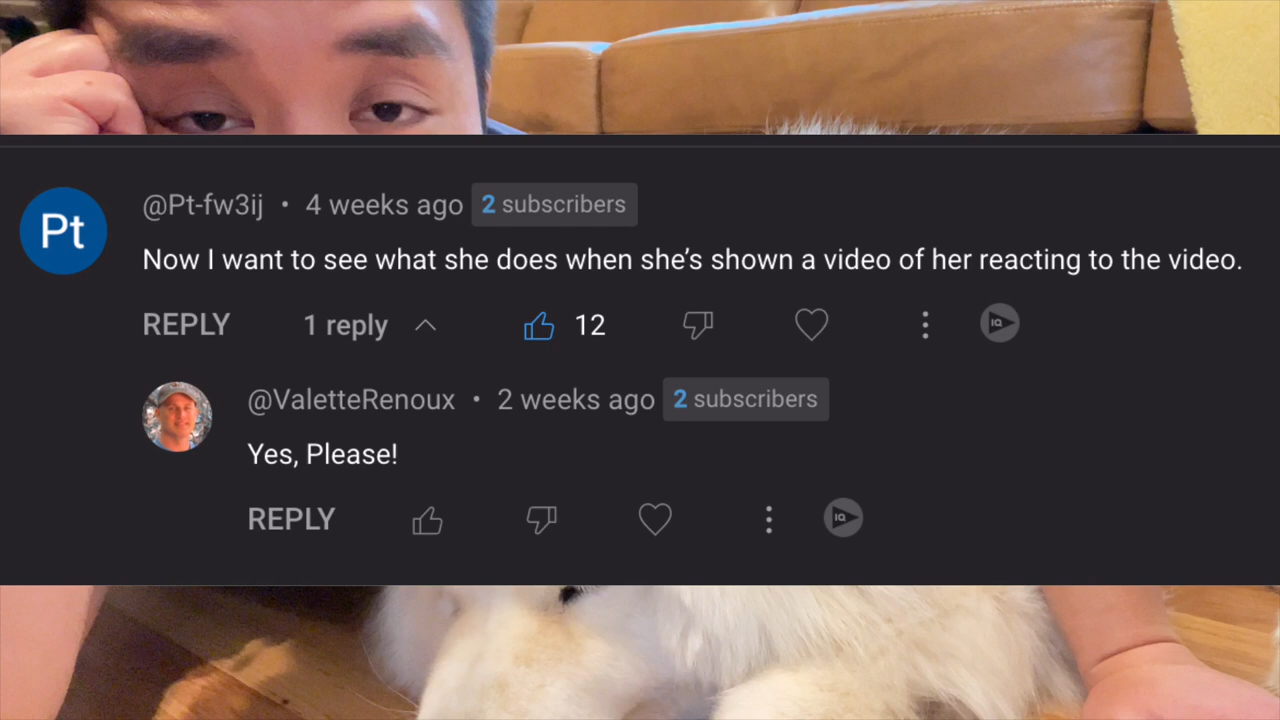 Pt
@Pt-fw3ij • 4 weeks ago 2 subscribers
Now I want to see what she does when she’s shown a video of her reacting to the video.
REPLY 1 reply 12
IQ
@ValetteRenoux • 2 weeks ago 2 subscribers
Yes, Please!
REPLY
IQ